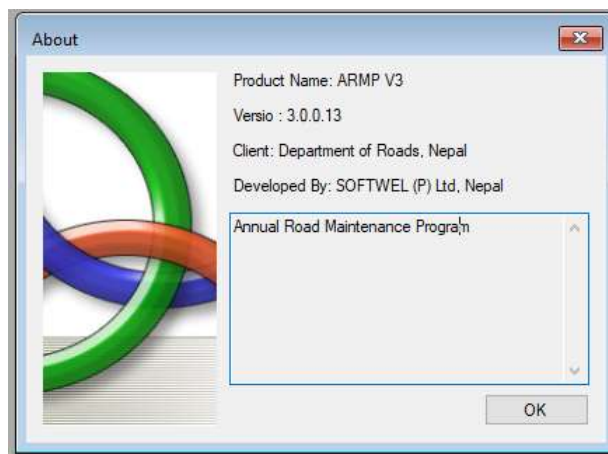 About
Product Name: ARMP V3
Versio : 3.0.0.13
Client: Department of Roads, Nepal
Developed By: SOFTWEL (P) Ltd, Nepal
Annual Road Maintenance Program
OK